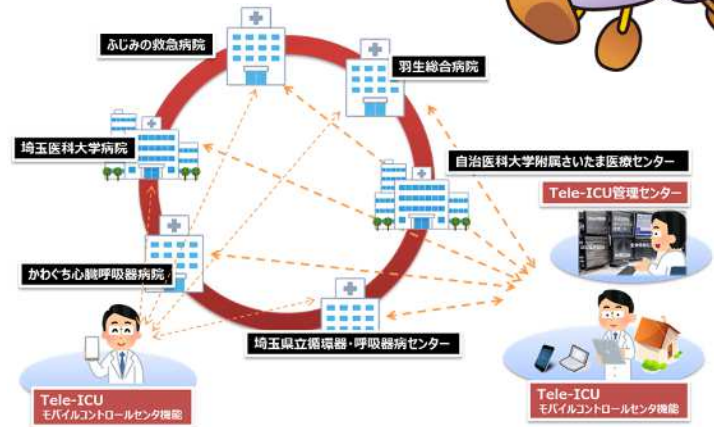 ふじみの救急病院
羽生総合病院
埼玉医科大学病院
自治医科大学附属さいたま医療センター
Tele-ICU管理センター
かわぐち心臓呼吸器病院
埼玉県立循環器・呼吸器病センター
Tele-ICU
モバイルコントロールセンタ機能
Tele-ICU
モバイルコントロールセンタ機能